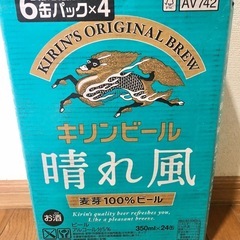 6缶パック×4
AV742
KIRIN'S ORIGINAL BREW
キリンビール
晴れ風
麦芽100%ビール
お酒
Kirin's quality beer refreshes you,
Like a pleasant breeze.
350ml×24缶